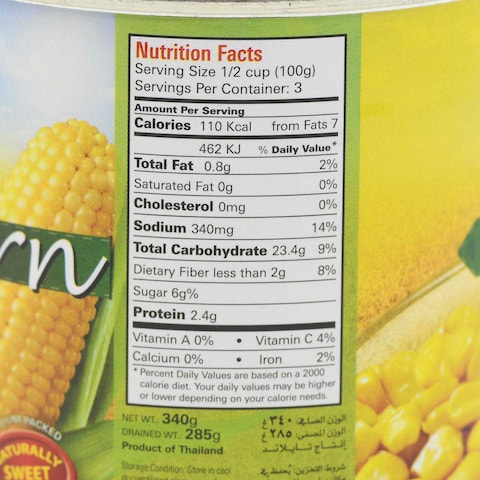 Nutrition Facts
Serving Size 1/2 cup (100g)
Servings Per Container: 3
Amount Per Serving
Calories 110 Kcal from Fats 7
462 KJ % Daily Value*
Total Fat 0.8g 2%
Saturated Fat 0g 0%
Cholesterol 0mg 0%
Sodium 340mg 14%
Total Carbohydrate 23.4g 9%
Dietary Fiber less than 2g 8%
Sugar 6g%
Protein 2.4g
Vitamin A 0% • Vitamin C 4%
Calcium 0% • Iron 2%
* Percent Daily Values are based on a 2000
calorie diet. Your daily values may be higher
or lower depending on your calorie needs.
NET WT.: 340g
DRAINED WT.: 285g
Product of Thailand
Storage Condition: Store in cool
الوزن الصافي: ٣٤٠ غ
الوزن المصفى: ٢٨٥ غ
إنتاج تايلاند
شروط التخزين: يُحفظ في
rn
PACKED
NATURALLY
SWEET